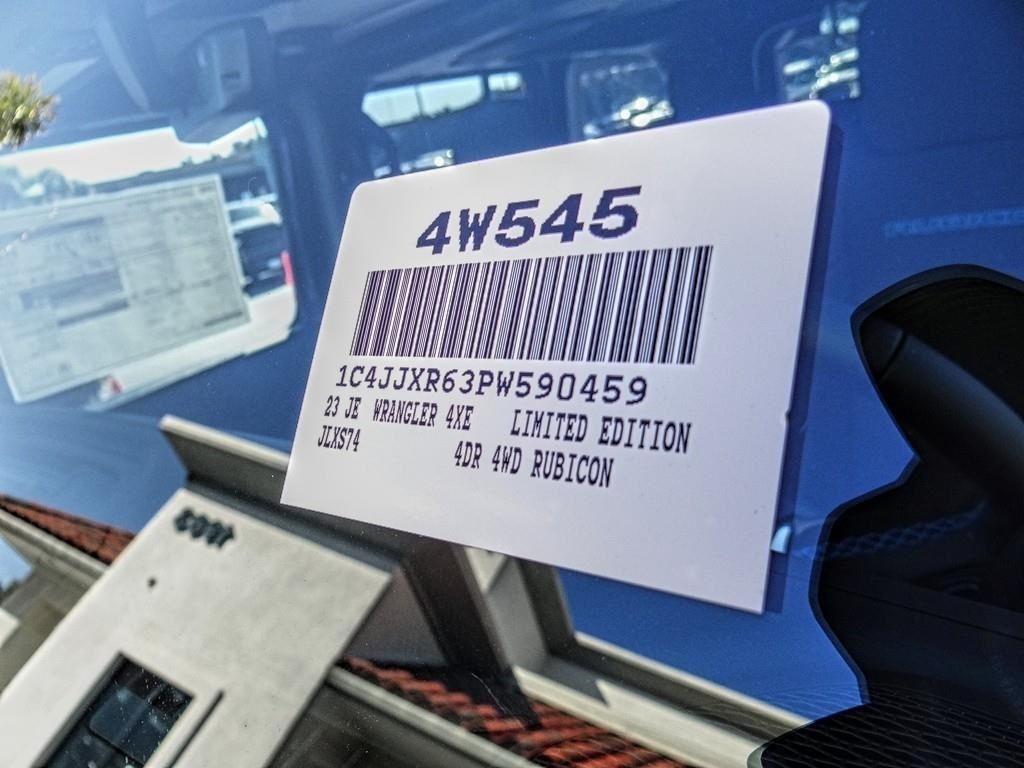 4W545
1C4JJXR63PW590459
23 JE WRANGLER 4XE LIMITED EDITION
JLXS74 4DR 4WD RUBICON